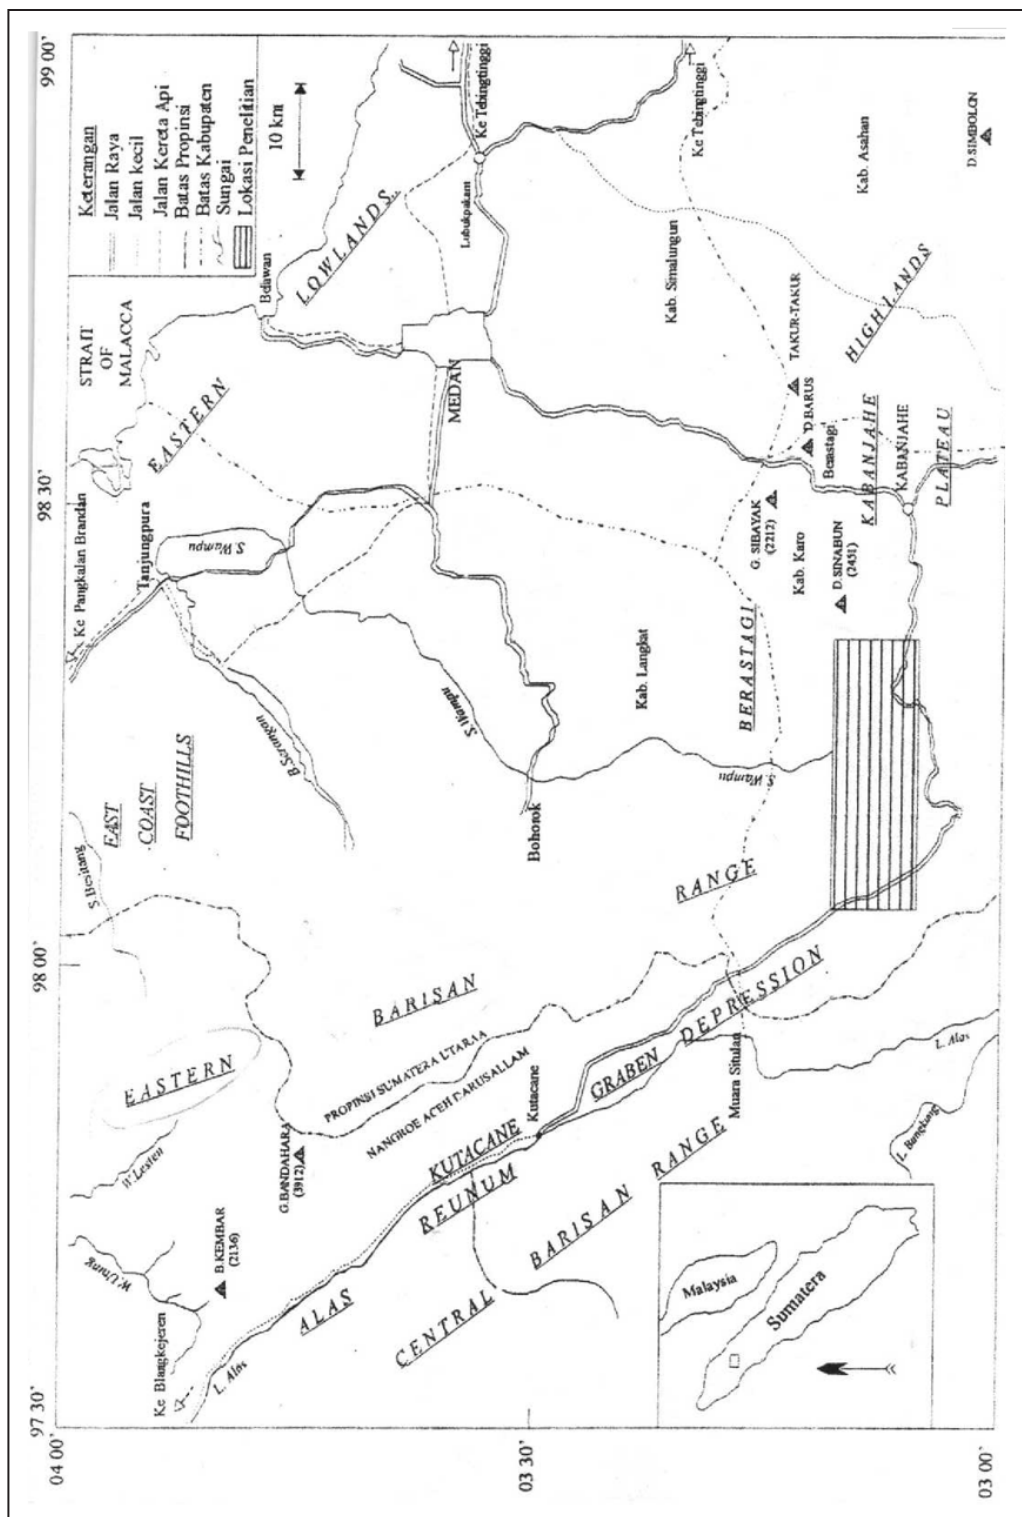 99 00'
98 30'
98 00'
97 30'
04 00'
03 30'
03 00'
Keterangan
Jalan Raya
Jalan kecil
Jalan Kereta Api
Batas Propinsi
Batas Kabupaten
Sungai
Lokasi Penelitian
10 km
STRAIT
OF
MALACCA
Belawan
LOWLANDS
EASTERN
Ke Tebingtinggi
Ke Tebingtinggi
Lubukpakam
MEDAN
Kab. Simalungun
Kab. Asahan
D.SIMBOLON
TAKUR-TAKUR
HIGHLANDS
D.BARUS
Berastagi
KABANJAHE
KABANJAHE
PLATEAU
G. SIBAYAK
(2212)
Kab. Karo
D.SINABUN
(2451)
Ke Pangkalan Brandan
Tanjungpura
S.Wampu
S.Wampu
S.Wampu
B.Serangan
Bohorok
Kab. Langkat
BERASTAGI
EAST
COAST
FOOTHILLS
S.Besitang
RANGE
BARISAN
EASTERN
PROPINSI SUMATERA UTARA
NANGROE ACEH DARUSALLAM
G.BANDAHARA
(3912)
W.Lesten
B.KEMBAR
(2136)
Ke Blangkejeren
L. Alas
Kutacane
KUTACANE
GRABEN
DEPRESSION
REUNUM
ALAS
Muara Situlan
L. Alas
CENTRAL
BARISAN
RANGE
Malaysia
Sumatera